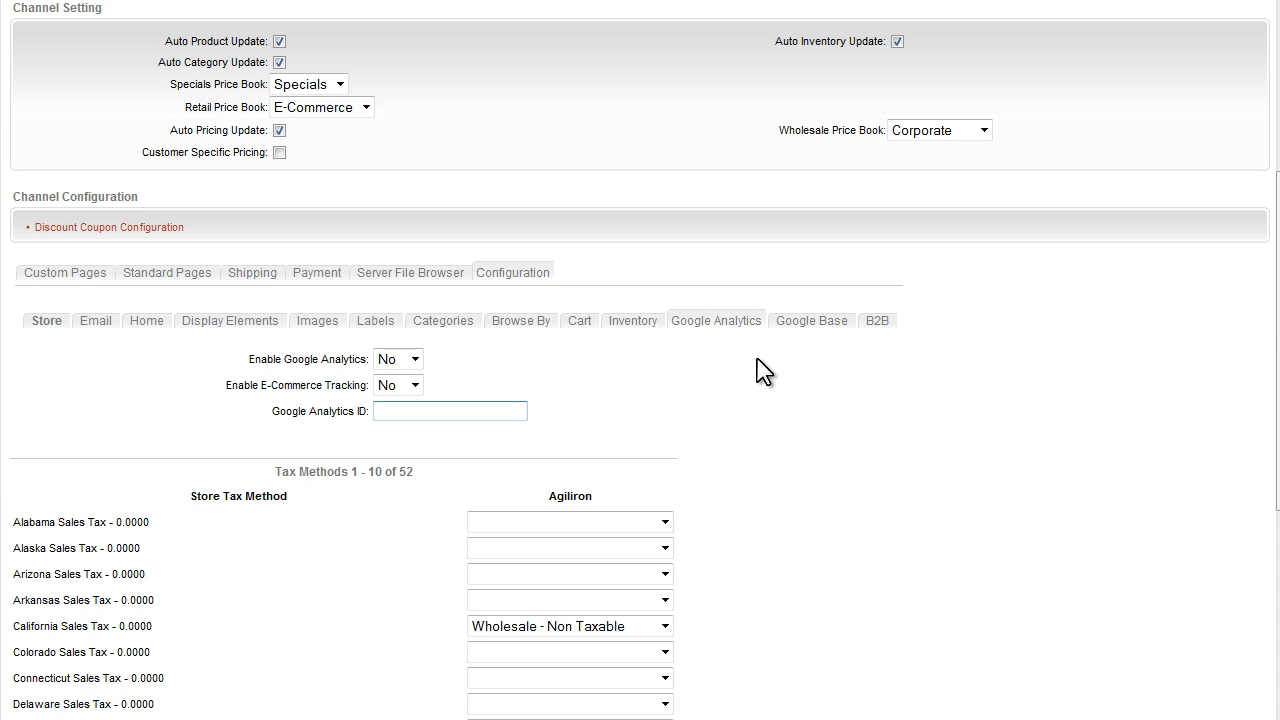 Channel Setting
Auto Product Update: Auto Inventory Update:
Auto Category Update:
Specials Price Book: Specials
Retail Price Book: E-Commerce
Auto Pricing Update: Wholesale Price Book: Corporate
Customer Specific Pricing:
Channel Configuration
• Discount Coupon Configuration
Custom Pages Standard Pages Shipping Payment Server File Browser Configuration
Store Email Home Display Elements Images Labels Categories Browse By Cart Inventory Google Analytics Google Base B2B
Enable Google Analytics: No
Enable E-Commerce Tracking: No
Google Analytics ID:
Tax Methods 1 - 10 of 52
Store Tax Method Agiliron
Alabama Sales Tax - 0.0000
Alaska Sales Tax - 0.0000
Arizona Sales Tax - 0.0000
Arkansas Sales Tax - 0.0000
California Sales Tax - 0.0000 Wholesale - Non Taxable
Colorado Sales Tax - 0.0000
Connecticut Sales Tax - 0.0000
Delaware Sales Tax - 0.0000